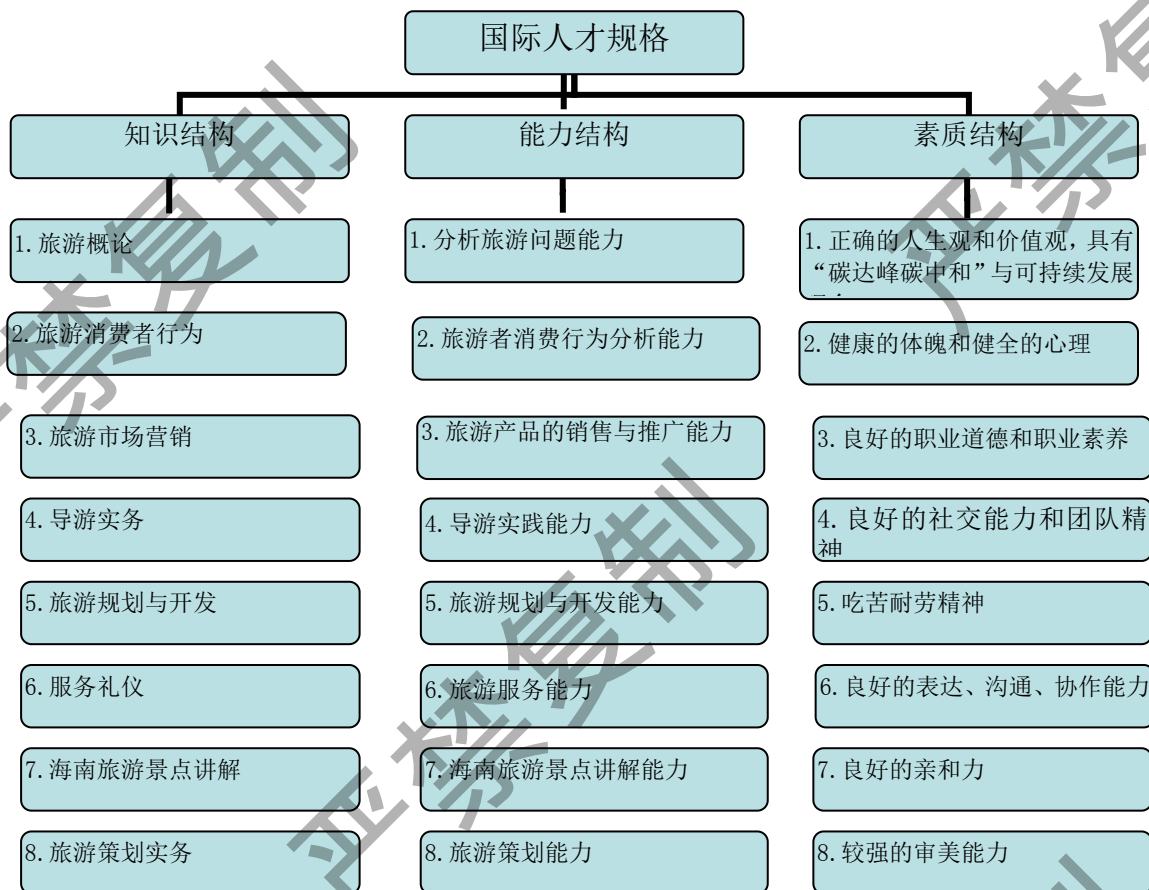 国际人才规格
知识结构
能力结构
素质结构
1.旅游概论
1.分析旅游问题能力
1.正确的人生观和价值观，具有
“碳达峰碳中和”与可持续发展
2.旅游消费者行为
2.旅游者消费行为分析能力
2.健康的体魄和健全的心理
3.旅游市场营销
3.旅游产品的销售与推广能力
3.良好的职业道德和职业素养
4.导游实务
4.导游实践能力
4.良好的社交能力和团队精
神
5.旅游规划与开发
5.旅游规划与开发能力
5.吃苦耐劳精神
6.服务礼仪
6.旅游服务能力
6.良好的表达、沟通、协作能力
7.海南旅游景点讲解
7.海南旅游景点讲解能力
7.良好的亲和力
8.旅游策划实务
8.旅游策划能力
8.较强的审美能力
严禁复制
严禁复制
严禁复